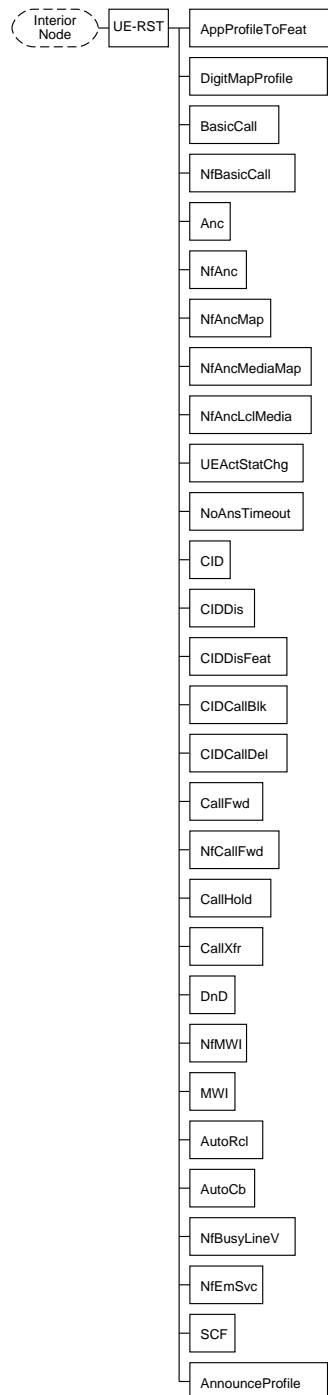 Interior
Node
UE-RST
AppProfileToFeat
DigitMapProfile
BasicCall
NfBasicCall
Anc
NfAnc
NfAncMap
NfAncMediaMap
NfAncLclMedia
UEActStatChg
NoAnsTimeout
CID
CIDDis
CIDDisFeat
CIDCallBlk
CIDCallDel
CallFwd
NfCallFwd
CallHold
CallXfr
DnD
NfMWI
MWI
AutoRcl
AutoCb
NfBusyLineV
NfEmSvc
SCF
AnnounceProfile